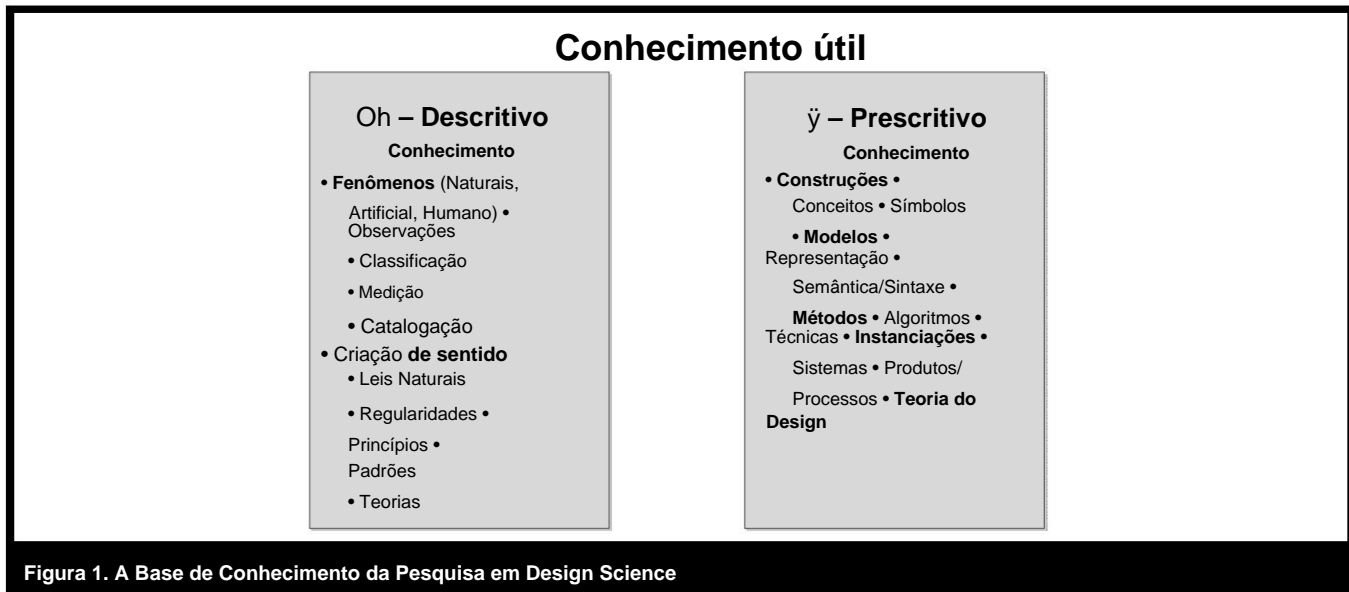 Conhecimento útil
Oh – Descritivo
Conhecimento
• Fenômenos (Naturais,
Artificial, Humano) •
Observações
• Classificação
• Medição
• Catalogação
• Criação de sentido
• Leis Naturais
• Regularidades •
Princípios •
Padrões
• Teorias
ÿ – Prescritivo
Conhecimento
• Construções •
Conceitos • Símbolos
• Modelos •
Representação •
Semântica/Sintaxe •
Métodos • Algoritmos •
Técnicas • Instanciações •
Sistemas • Produtos/
Processos • Teoria do
Design
Figura 1. A Base de Conhecimento da Pesquisa em Design Science